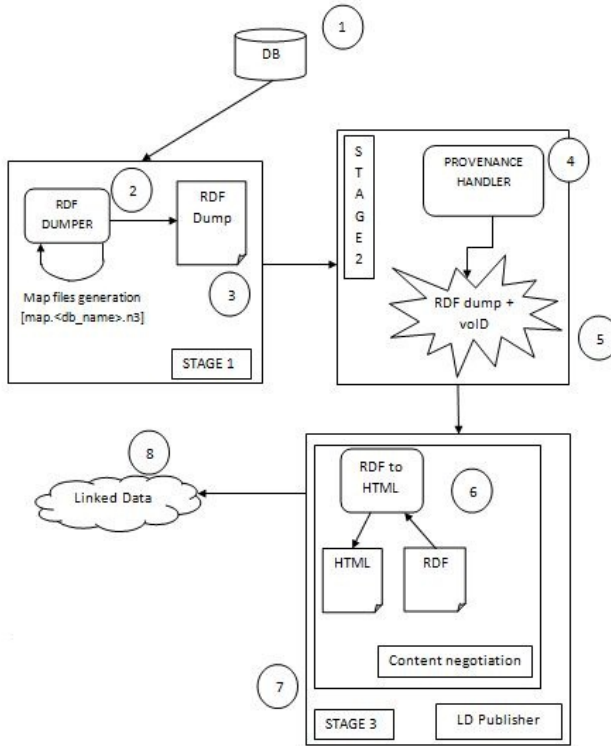 1
DB
2
RDF
DUMPER
RDF
Dump
Map files generation
[map.<db_name>.n3]
3
STAGE 1
S
T
A
G
E
2
PROVENANCE
HANDLER
4
RDF dump +
voID
5
8
Linked Data
RDF to
HTML
6
HTML
RDF
Content negotiation
7
STAGE 3
LD Publisher